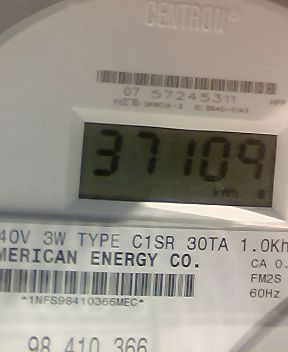 CENTRON®
07 57245311
37109
kWh
40V 3W TYPE C1SR 30TA 1.0Kh
MERICAN ENERGY CO.
CA 0.
FM2S
60Hz
*1NFS98410366MEC*
98 410 366